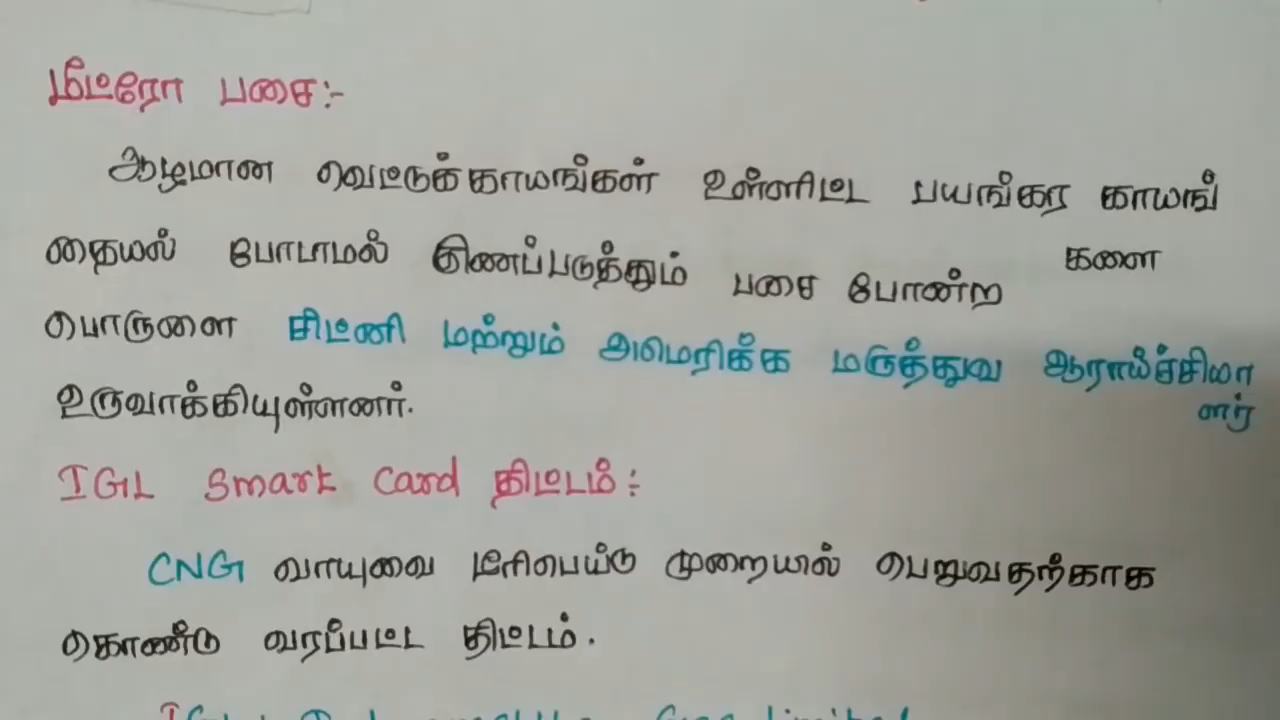 மீட்ரோ பசை:-
ஆழமான வெட்டுக்காயங்கள் உள்ளிட்ட பயங்கர காயங்
களை
தையல் போடாமல் குணப்படுத்தும் பசை போன்ற
பொருளை சிட்னி மற்றும் அமெரிக்க மருத்துவ ஆராய்ச்சியா
ளர்
உருவாக்கியுள்ளனர்.
IGL Smart Card திட்டம்:
CNG வாயுவை ப்ரிபெய்டு முறையில் பெறுவதற்காக
கொண்டு வரப்பட்ட திட்டம்.